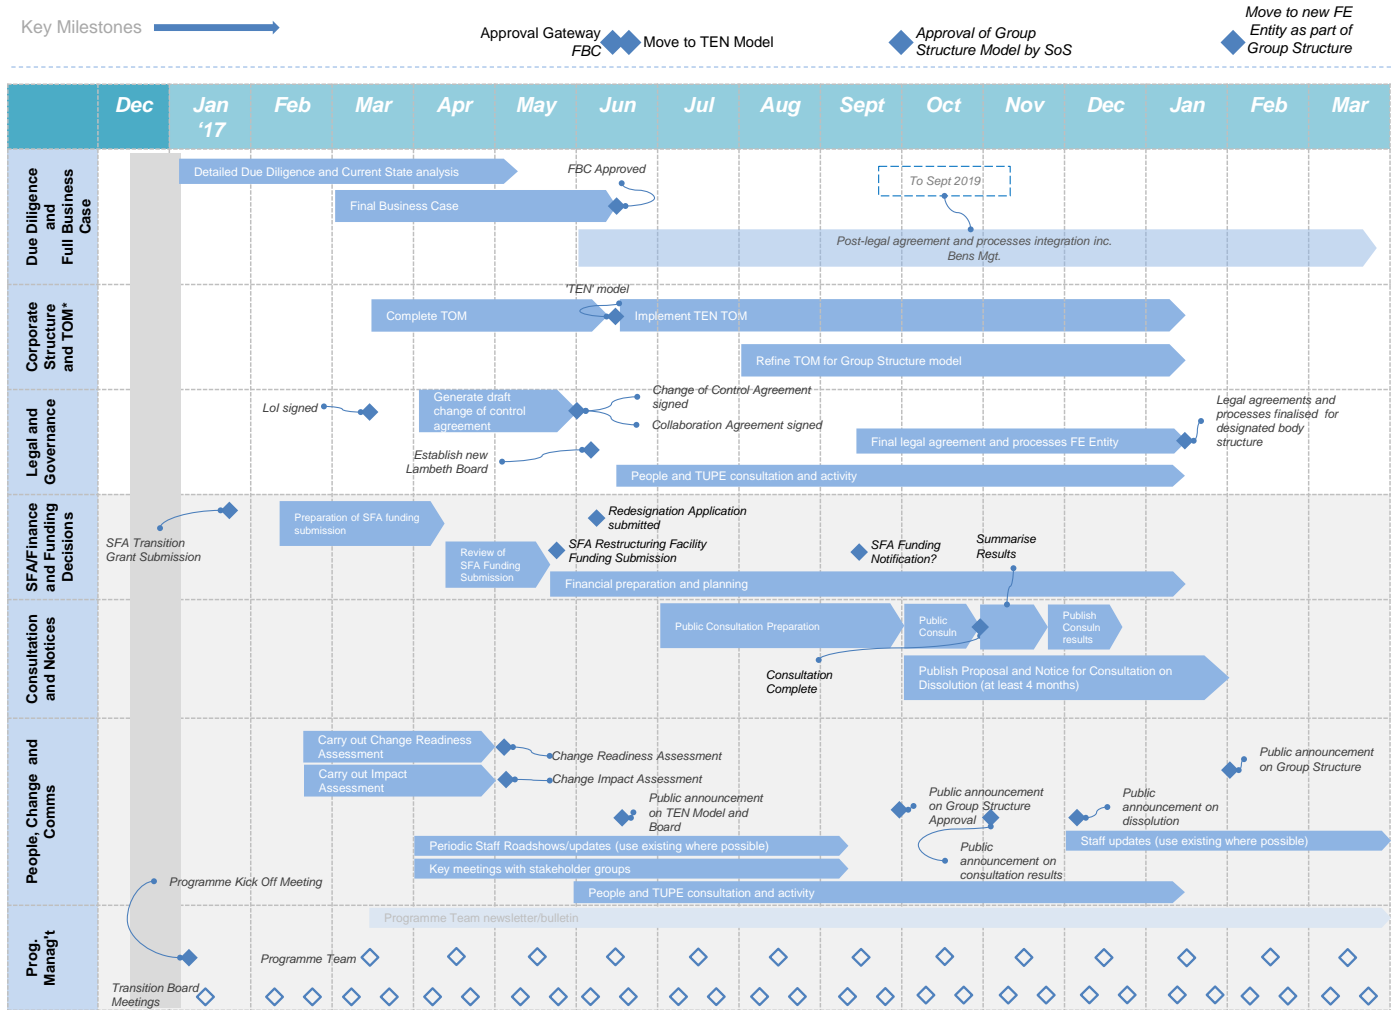 Key Milestones
Approval Gateway
FBC
Move to TEN Model
Approval of Group
Structure Model by SoS
Move to new FE
Entity as part of
Group Structure
Dec
Jan
‘17
Feb
Mar
Apr
May
Jun
Jul
Aug
Sept
Oct
Nov
Dec
Jan
Feb
Mar
Due Diligence
and
Full Business
Case
Detailed Due Diligence and Current State analysis
FBC Approved
Final Business Case
To Sept 2019
Post-legal agreement and processes integration inc.
Bens Mgt.
Corporate
Structure
and TOM*
'TEN' model
Complete TOM
Implement TEN TOM
Refine TOM for Group Structure model
Legal and
Governance
LoI signed
Generate draft
change of control
agreement
Change of Control Agreement
signed
Collaboration Agreement signed
Establish new
Lambeth Board
Final legal agreement and processes FE Entity
Legal agreements and
processes finalised for
designated body
structure
People and TUPE consultation and activity
SFA/Finance
and Funding
Decisions
SFA Transition
Grant Submission
Preparation of SFA funding
submission
Review of
SFA Funding
Submission
Redesignation Application
submitted
SFA Restructuring Facility
Funding Submission
SFA Funding
Notification?
Summarise
Results
Financial preparation and planning
Consultation
and Notices
Public Consultation Preparation
Public
Consuln
Publish
Consuln
results
Consultation
Complete
Publish Proposal and Notice for Consultation on
Dissolution (at least 4 months)
People, Change and
Comms
Carry out Change Readiness
Assessment
Change Readiness Assessment
Carry out Impact
Assessment
Change Impact Assessment
Public announcement
on TEN Model and
Board
Public announcement
on Group Structure
Approval
Public
announcement on
dissolution
Public announcement
on Group Structure
Periodic Staff Roadshows/updates (use existing where possible)
Staff updates (use existing where possible)
Public
announcement on
consultation results
Key meetings with stakeholder groups
People and TUPE consultation and activity
Programme Kick Off Meeting
Prog.
Manag't
Programme Team newsletter/bulletin
Programme Team
Transition Board
Meetings